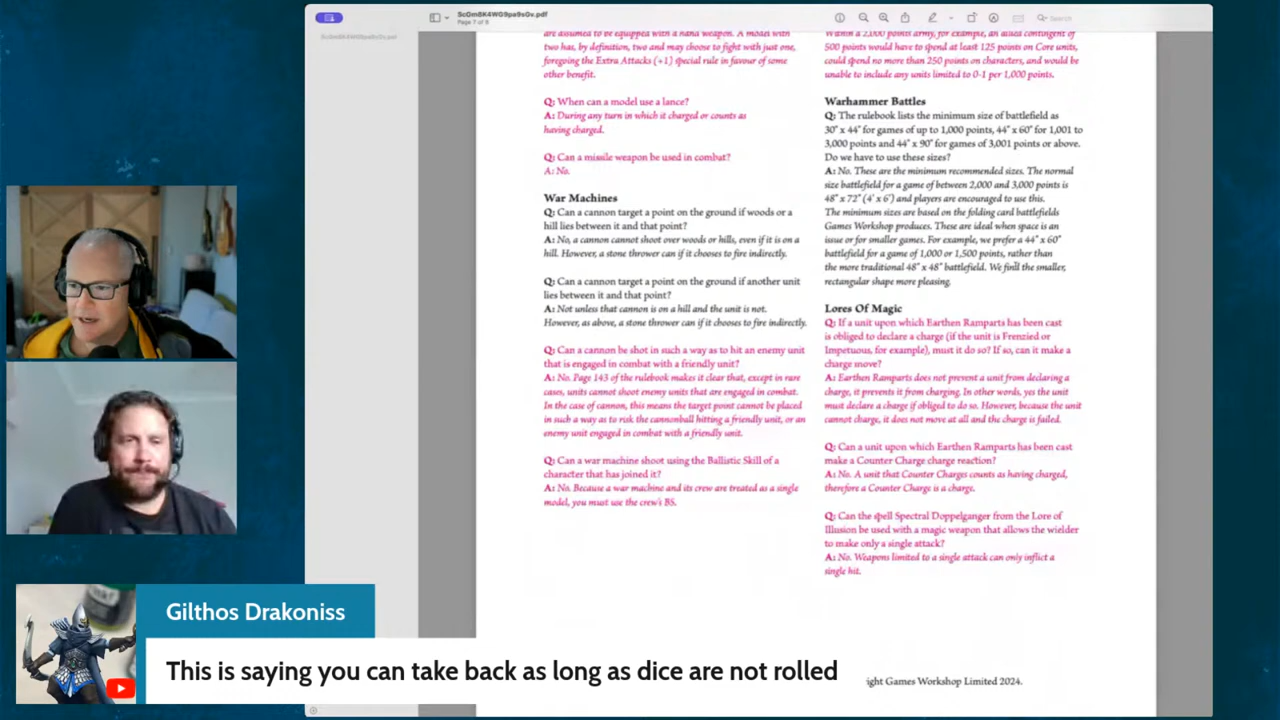 ScGm8K4WG9pa9sGv.pdf
Page 7 of 8
Search
are assumed to be equipped with a hand weapon. A model with
two has, by definition, two and may choose to fight with just one,
foregoing the Extra Attacks (+1) special rule in favour of some
other benefit.
Q: When can a model use a lance?
A: During any turn in which it charged or counts as
having charged.
Q: Can a missile weapon be used in combat?
A: No.
War Machines
Q: Can a cannon target a point on the ground if woods or a
hill lies between it and that point?
A: No, a cannon cannot shoot over woods or hills, even if it is on a
hill. However, a stone thrower can if it chooses to fire indirectly.
Q: Can a cannon target a point on the ground if another unit
lies between it and that point?
A: Not unless that cannon is on a hill and the unit is not.
However, as above, a stone thrower can if it chooses to fire indirectly.
Q: Can a cannon be shot in such a way as to hit an enemy unit
that is engaged in combat with a friendly unit?
A: No. Page 143 of the rulebook makes it clear that, except in rare
cases, units cannot shoot enemy units that are engaged in combat.
In the case of cannon, this means the target point cannot be placed
in such a way as to risk the cannonball hitting a friendly unit, or an
enemy unit engaged in combat with a friendly unit.
Q: Can a war machine shoot using the Ballistic Skill of a
character that has joined it?
A: No. Because a war machine and its crew are treated as a single
model, you must use the crew's BS.
Within a 2,000 points army, for example, an allied contingent of
500 points would have to spend at least 125 points on Core units,
could spend no more than 250 points on characters, and would be
unable to include any units limited to 0-1 per 1,000 points.
Warhammer Battles
Q: The rulebook lists the minimum size of battlefield as
30" x 44" for games of up to 1,000 points, 44" x 60" for 1,001 to
3,000 points and 44" x 90" for games of 3,001 points or above.
Do we have to use these sizes?
A: No. These are the minimum recommended sizes. The normal
size battlefield for a game of between 2,000 and 3,000 points is
48" x 72" (4' x 6') and players are encouraged to use this.
The minimum sizes are based on the folding card battlefields
Games Workshop produces. These are ideal when space is an
issue or for smaller games. For example, we prefer a 44" x 60"
battlefield for a game of 1,000 or 1,500 points, rather than
the more traditional 48" x 48" battlefield. We find the smaller,
rectangular shape more pleasing.
Lores Of Magic
Q: If a unit upon which Earthen Ramparts has been cast
is obliged to declare a charge (if the unit is Frenzied or
Impetuous, for example), must it do so? If so, can it make a
charge move?
A: Earthen Ramparts does not prevent a unit from declaring a
charge, it prevents it from charging. In other words, yes the unit
must declare a charge if obliged to do so. However, because the unit
cannot charge, it does not move at all and the charge is failed.
Q: Can a unit upon which Earthen Ramparts has been cast
make a Counter Charge charge reaction?
A: No. A unit that Counter Charges counts as having charged,
therefore a Counter Charge is a charge.
Q: Can the spell Spectral Doppelganger from the Lore of
Illusion be used with a magic weapon that allows the wielder
to make only a single attack?
A: No. Weapons limited to a single attack can only inflict a
single hit.
ight Games Workshop Limited 2024.
Gilthos Drakoniss
This is saying you can take back as long as dice are not rolled